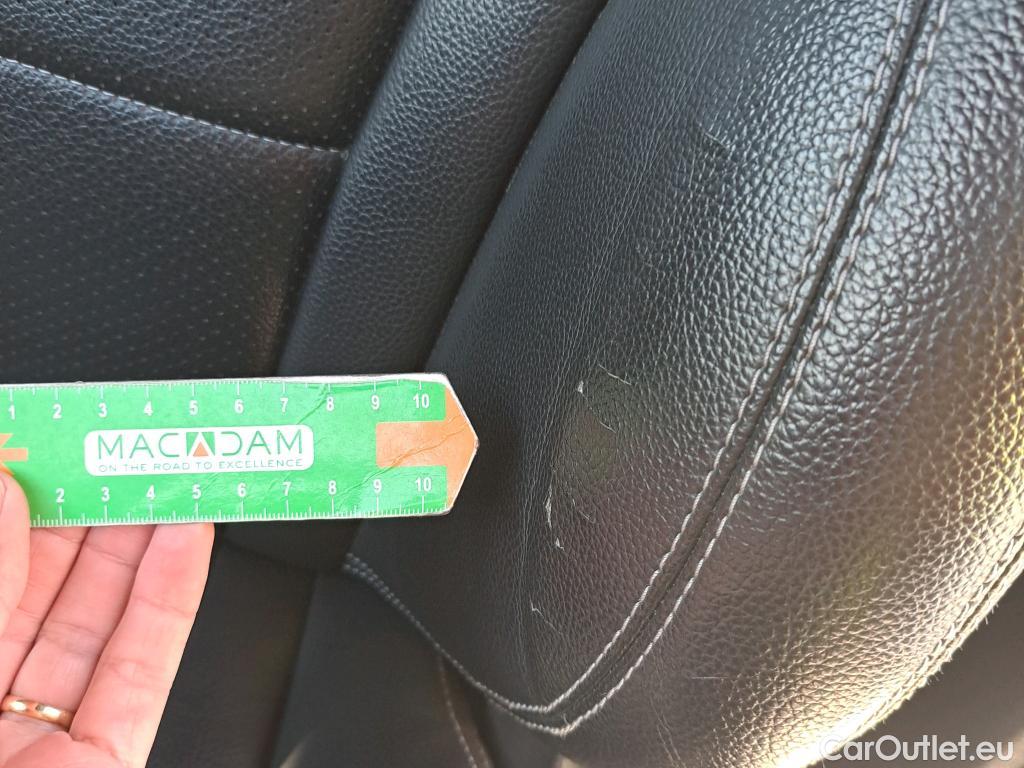 1 2 3 4 5 6 7 8 9 10
MACADAM
ON THE ROAD TO EXCELLENCE
2 3 4 5 6 7 8 9 10
CarOutlet.eu